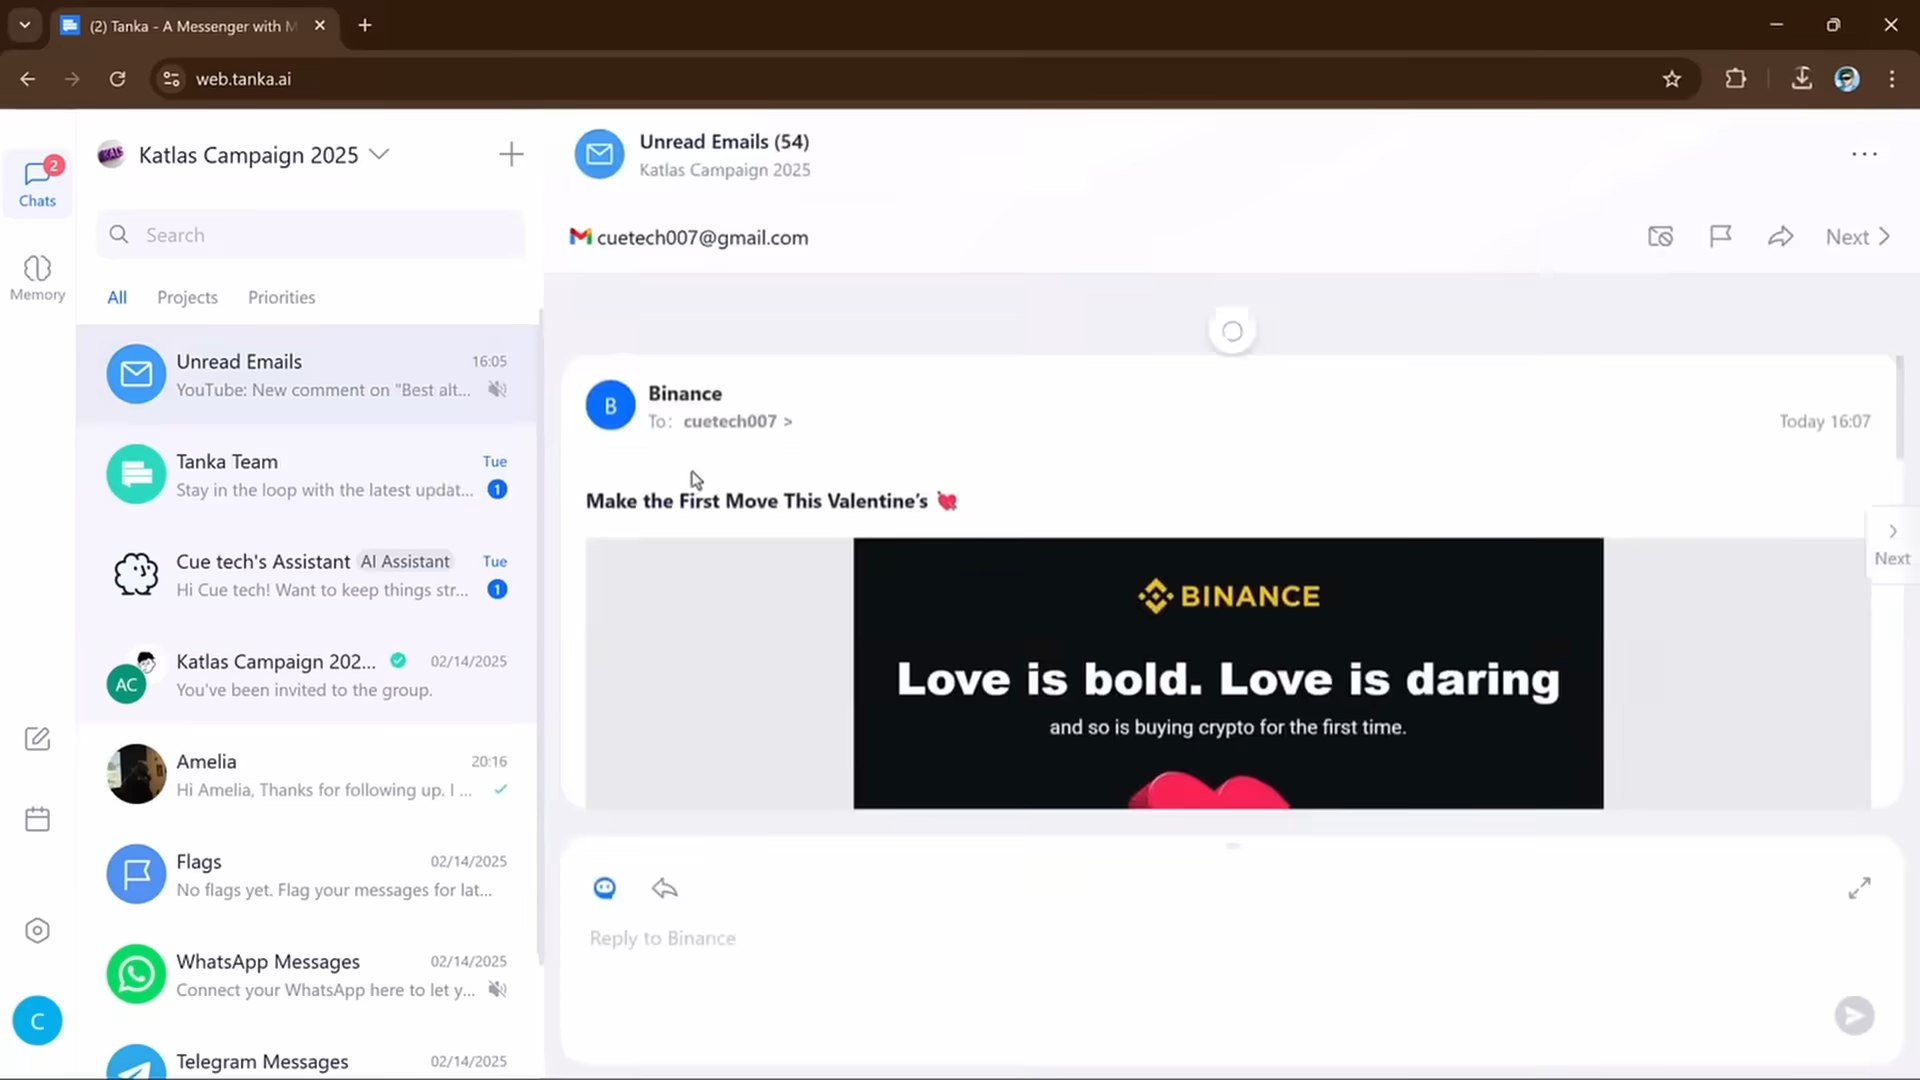 (2) Tanka - A Messenger with M
web.tanka.ai
2
Chats
Memory
C
Katlas Campaign 2025
Search
All Projects Priorities
Unread Emails 16:05
YouTube: New comment on "Best alt...
Tanka Team Tue
Stay in the loop with the latest updat... 1
Cue tech's Assistant AI Assistant Tue
Hi Cue tech! Want to keep things str... 1
AC
Katlas Campaign 202... 02/14/2025
You've been invited to the group.
Amelia 20:16
Hi Amelia, Thanks for following up. I ...
Flags 02/14/2025
No flags yet. Flag your messages for lat...
WhatsApp Messages 02/14/2025
Connect your WhatsApp here to let y...
Telegram Messages 02/14/2025
Unread Emails (54)
Katlas Campaign 2025
cuetech007@gmail.com
Next
B
Binance
To: cuetech007 >
Today 16:07
Make the First Move This Valentine's 💘
BINANCE
Love is bold. Love is daring
and so is buying crypto for the first time.
Next
Reply to Binance